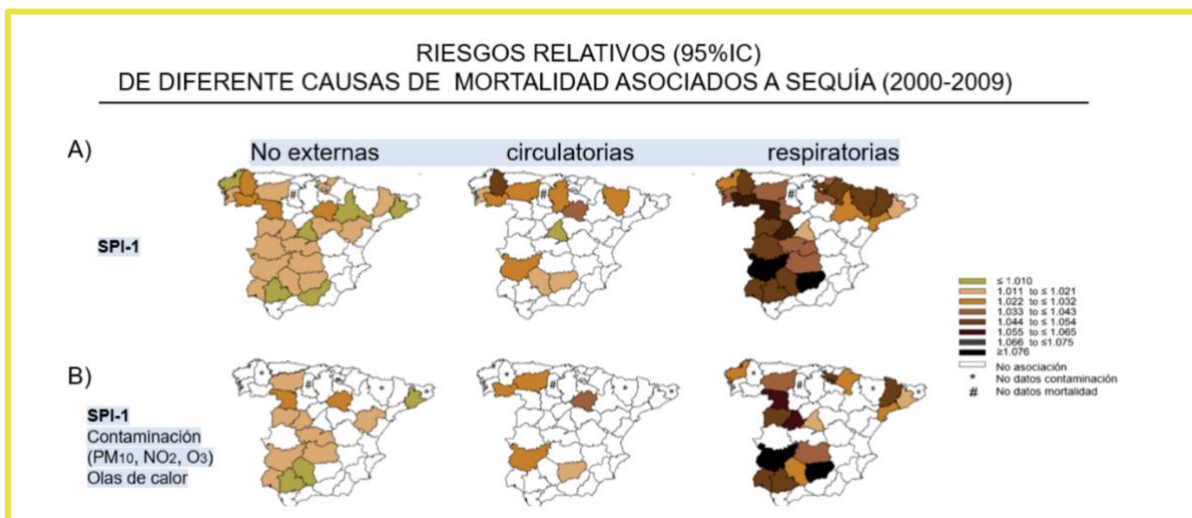 RIESGOS RELATIVOS (95%IC)
DE DIFERENTE CAUSAS DE MORTALIDAD ASOCIADOS A SEQUÍA (2000-2009)
A)
No externas
circulatorias
respiratorias
#
#
#
SPI-1
≤ 1.010
1.011 to ≤ 1.021
1.022 to ≤ 1.032
1.033 to ≤ 1.043
1.044 to ≤ 1.054
1.055 to ≤ 1.065
1.066 to ≤1.075
≥1.076
No asociación
* No datos contaminación
# No datos mortalidad
B)
* # * * *
* # * *
# * *
SPI-1
Contaminación
(PM10, NO2, O3)
Olas de calor